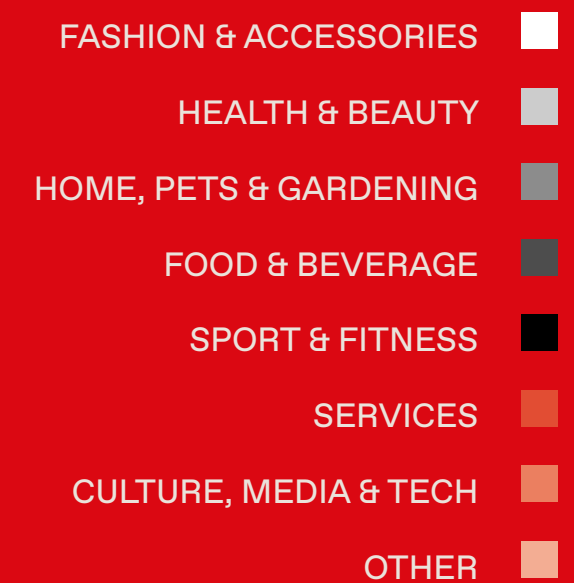 FASHION & ACCESSORIES
HEALTH & BEAUTY
HOME, PETS & GARDENING
FOOD & BEVERAGE
SPORT & FITNESS
SERVICES
CULTURE, MEDIA & TECH
OTHER